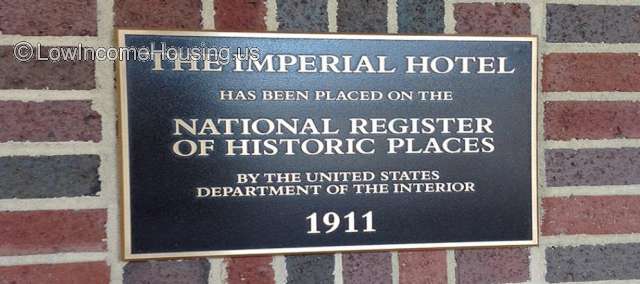 © LowIncomeHousing.us
THE IMPERIAL HOTEL
HAS BEEN PLACED ON THE
NATIONAL REGISTER
OF HISTORIC PLACES
BY THE UNITED STATES
DEPARTMENT OF THE INTERIOR
1911